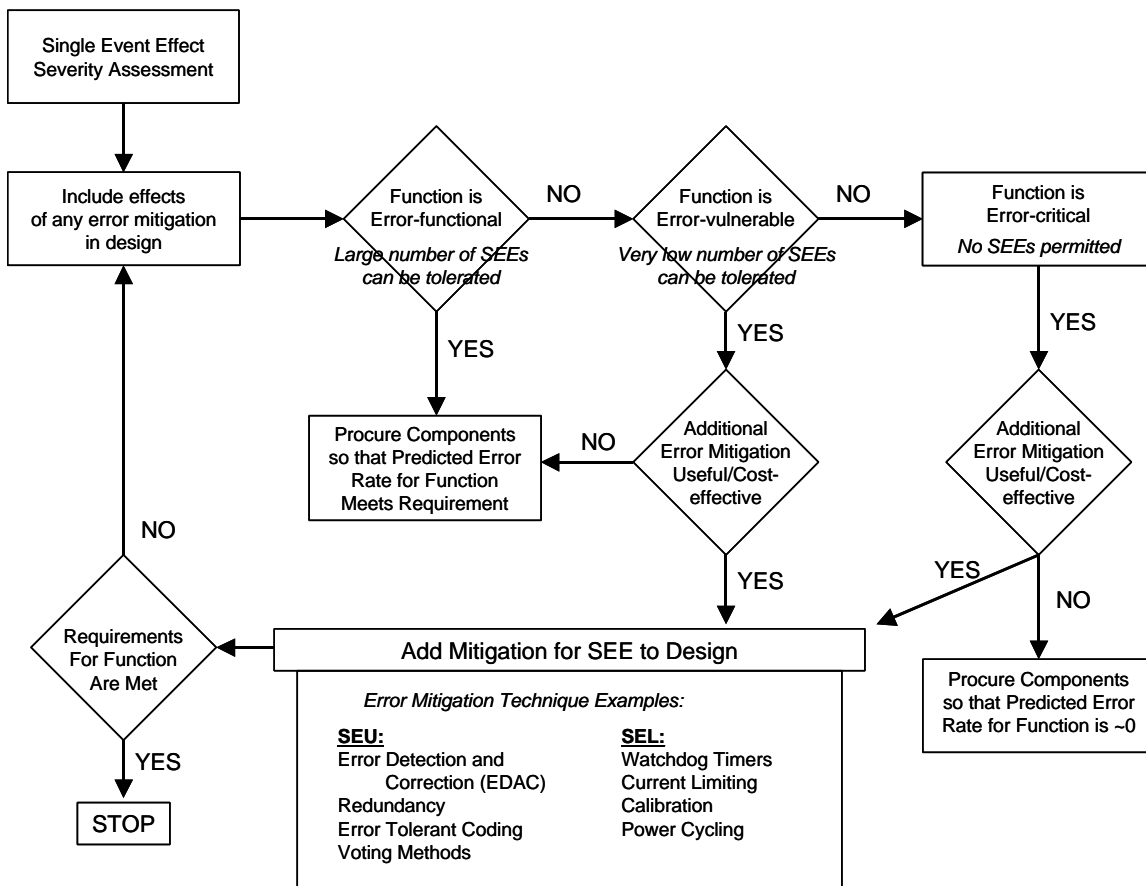 Single Event Effect
Severity Assessment
Include effects
of any error mitigation
in design
Function is
Error-functional
Large number of SEEs
can be tolerated
NO
Function is
Error-vulnerable
Very low number of SEEs
can be tolerated
NO
Function is
Error-critical
No SEEs permitted
YES
YES
YES
Procure Components
so that Predicted Error
Rate for Function
Meets Requirement
NO
Additional
Error Mitigation
Useful/Cost-
effective
Additional
Error Mitigation
Useful/Cost-
effective
NO
YES
YES
NO
Requirements
For Function
Are Met
Add Mitigation for SEE to Design
Procure Components
so that Predicted Error
Rate for Function is ~0
Error Mitigation Technique Examples:
SEU:
Error Detection and
Correction (EDAC)
Redundancy
Error Tolerant Coding
Voting Methods
SEL:
Watchdog Timers
Current Limiting
Calibration
Power Cycling
YES
STOP